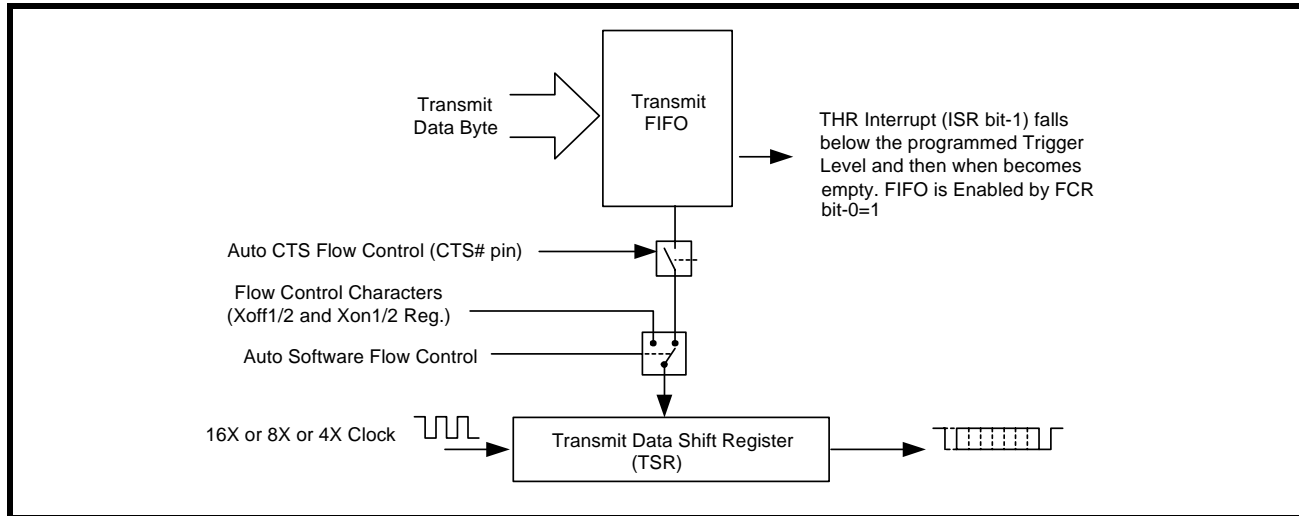 Transmit
Data Byte
Transmit
FIFO
THR Interrupt (ISR bit-1) falls
below the programmed Trigger
Level and then when becomes
empty. FIFO is Enabled by FCR
bit-0=1
Auto CTS Flow Control (CTS# pin)
Flow Control Characters
(Xoff1/2 and Xon1/2 Reg.)
Auto Software Flow Control
16X or 8X or 4X Clock
Transmit Data Shift Register
(TSR)